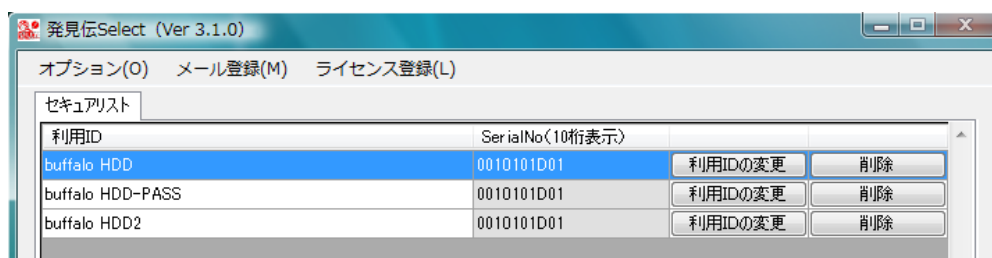 発見伝Select (Ver 3.1.0)
オプション(O) メール登録(M) ライセンス登録(L)
セキュアリスト
利用ID SerialNo(10桁表示)
buffalo HDD 0010101D01 利用IDの変更 削除
buffalo HDD-PASS 0010101D01 利用IDの変更 削除
buffalo HDD2 0010101D01 利用IDの変更 削除